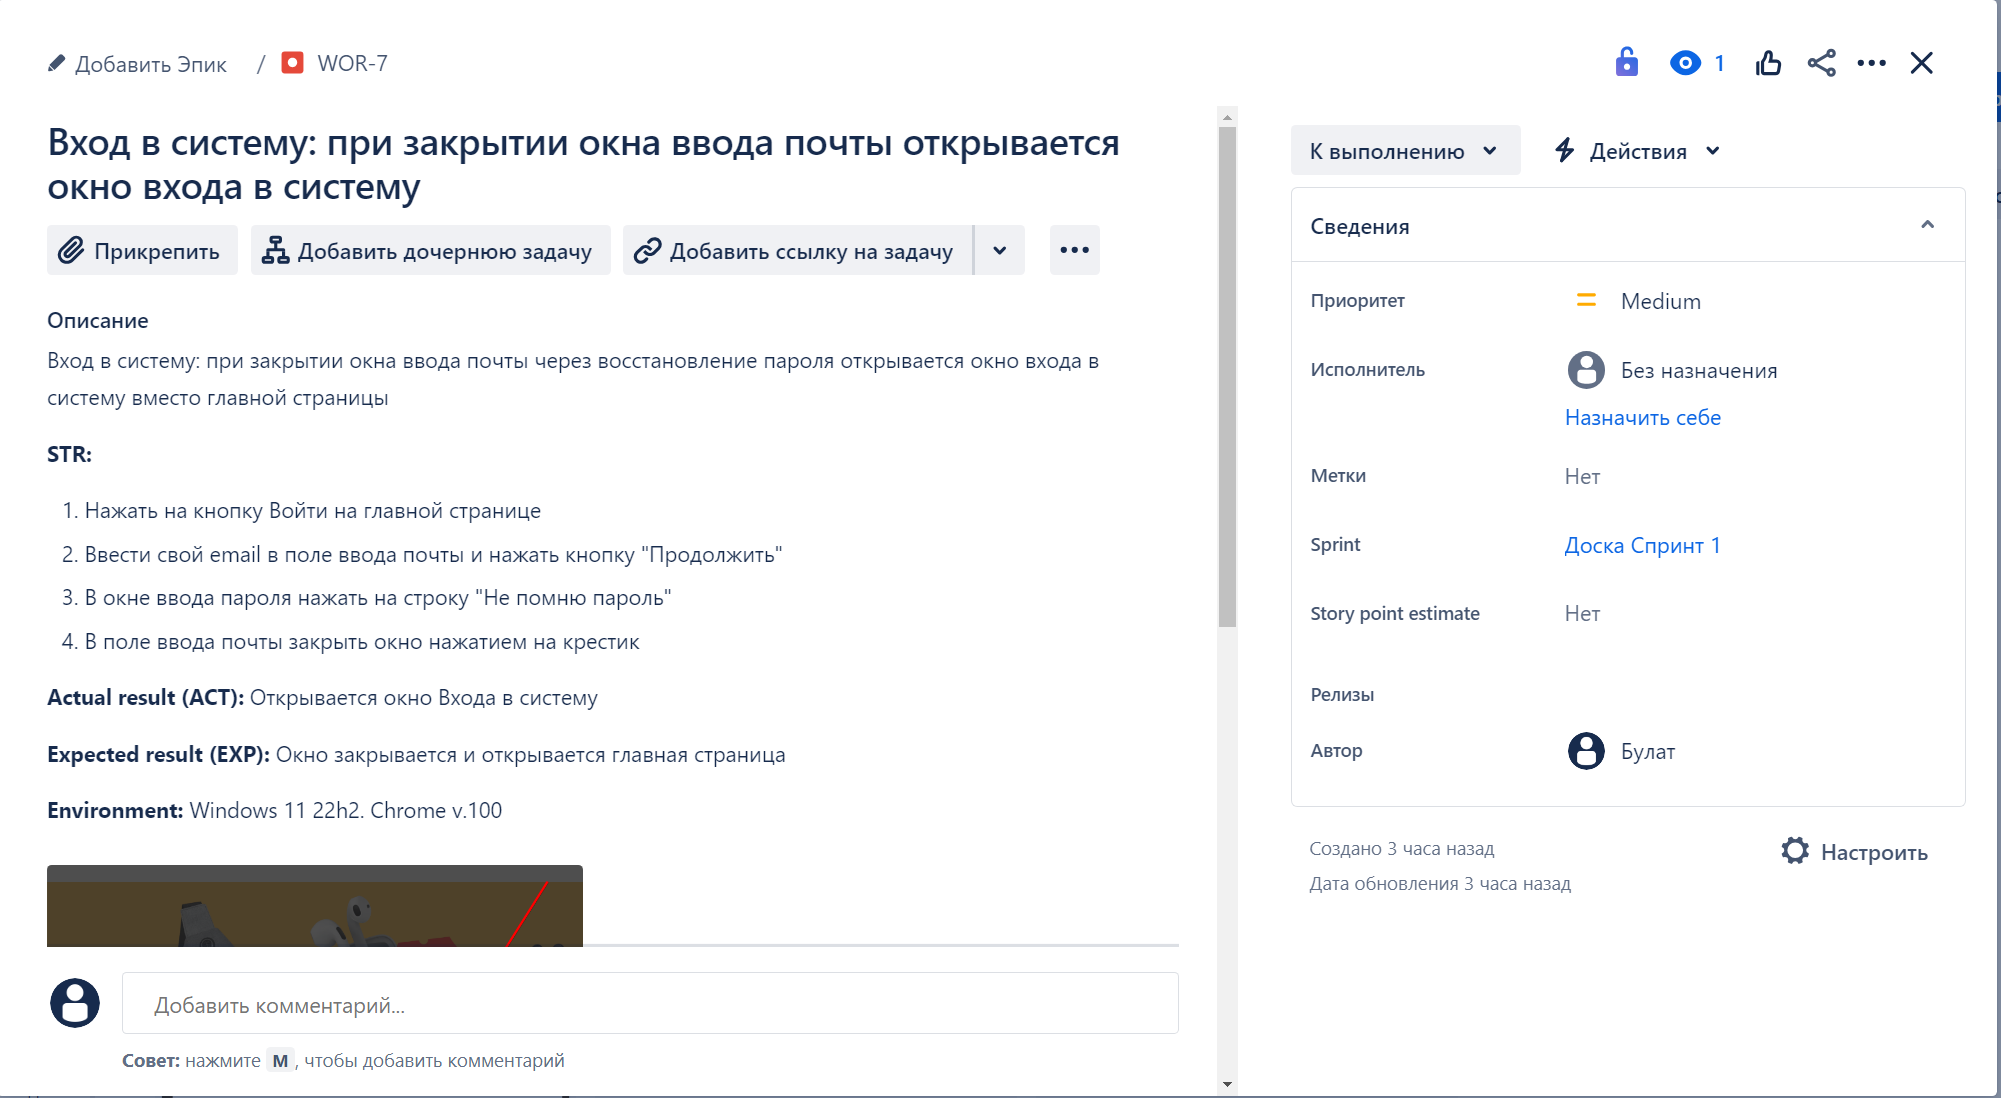 Добавить Эпик / WOR-7
1
Вход в систему: при закрытии окна ввода почты открывается
окно входа в систему
Прикрепить
Добавить дочернюю задачу
Добавить ссылку на задачу
Описание
Вход в систему: при закрытии окна ввода почты через восстановление пароля открывается окно входа в
систему вместо главной страницы
STR:
1. Нажать на кнопку Войти на главной странице
2. Ввести свой email в поле ввода почты и нажать кнопку "Продолжить"
3. В окне ввода пароля нажать на строку "Не помню пароль"
4. В поле ввода почты закрыть окно нажатием на крестик
Actual result (ACT): Открывается окно Входа в систему
Expected result (EXP): Окно закрывается и открывается главная страница
Environment: Windows 11 22h2. Chrome v.100
Добавить комментарий...
Совет: нажмите M , чтобы добавить комментарий
К выполнению
Действия
Сведения
Приоритет
Medium
Исполнитель
Без назначения
Назначить себе
Метки
Нет
Sprint
Доска Спринт 1
Story point estimate
Нет
Релизы
Автор
Булат
Создано 3 часа назад
Дата обновления 3 часа назад
Настроить